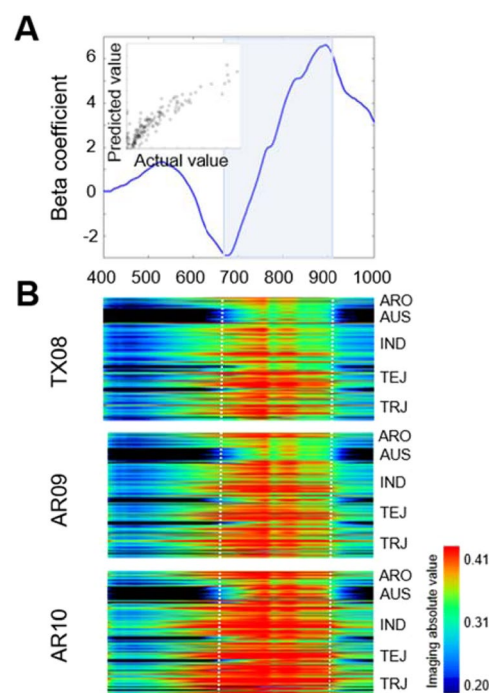 A
6
4
2
0
-2
Beta coefficient
Predicted value
Actual value
400 500 600 700 800 900 1000
B
TX08
ARO
AUS
IND
TEJ
TRJ
AR09
ARO
AUS
IND
TEJ
TRJ
AR10
ARO
AUS
IND
TEJ
TRJ
Imaging absolute value
0.41
0.31
0.20